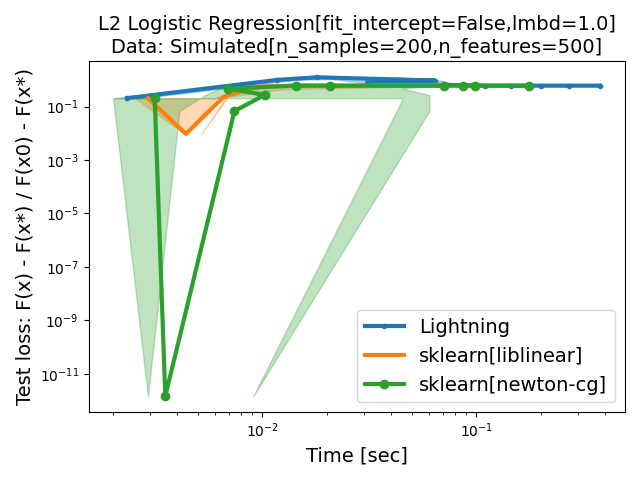 L2 Logistic Regression[fit_intercept=False,lmbd=1.0]
Data: Simulated[n_samples=200,n_features=500]
Test loss: F(x) - F(x*) / F(x0) - F(x*)
10⁻¹
10⁻³
10⁻⁵
10⁻⁷
10⁻⁹
10⁻¹¹
Lightning
sklearn[liblinear]
sklearn[newton-cg]
10⁻² 10⁻¹
Time [sec]